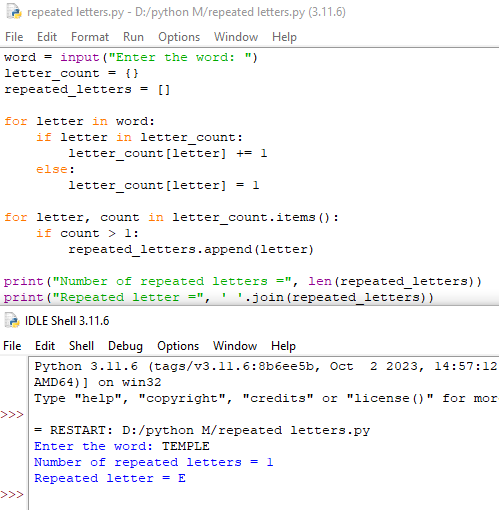 repeated letters.py - D:/python M/repeated letters.py (3.11.6)
File Edit Format Run Options Window Help
word = input("Enter the word: ")
letter_count = {}
repeated_letters = []

for letter in word:
    if letter in letter_count:
        letter_count[letter] += 1
    else:
        letter_count[letter] = 1

for letter, count in letter_count.items():
    if count > 1:
        repeated_letters.append(letter)

print("Number of repeated letters =", len(repeated_letters))
print("Repeated letter =", ' '.join(repeated_letters))
IDLE Shell 3.11.6
File Edit Shell Debug Options Window Help
Python 3.11.6 (tags/v3.11.6:8b6ee5b, Oct  2 2023, 14:57:12
AMD64)] on win32
Type "help", "copyright", "credits" or "license()" for mor
>>>
= RESTART: D:/python M/repeated letters.py
Enter the word: TEMPLE
Number of repeated letters = 1
Repeated letter = E
>>>